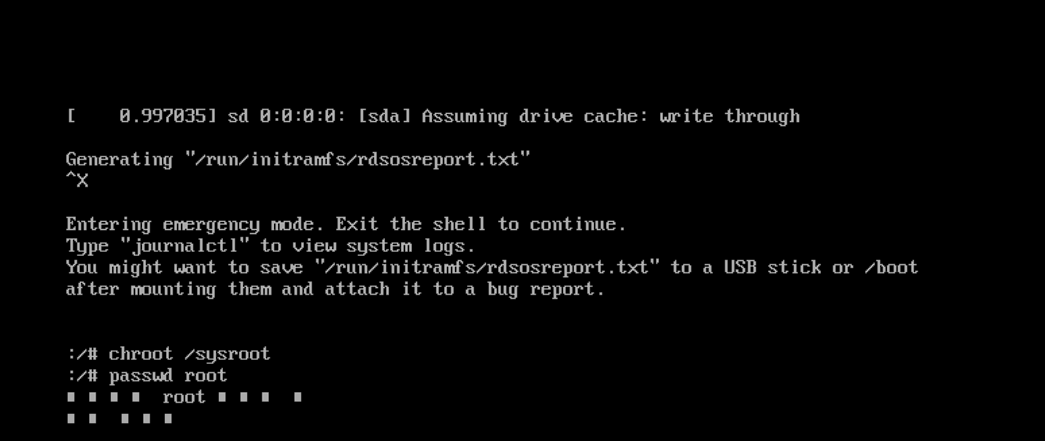 [    0.997035] sd 0:0:0:0: [sda] Assuming drive cache: write through
Generating "/run/initramfs/rdsosreport.txt"
^X
Entering emergency mode. Exit the shell to continue.
Type "journalctl" to view system logs.
You might want to save "/run/initramfs/rdsosreport.txt" to a USB stick or /boot
after mounting them and attach it to a bug report.
:/# chroot /sysroot
:/# passwd root
■ ■ ■ ■  root ■ ■ ■  ■
■ ■  ■ ■ ■